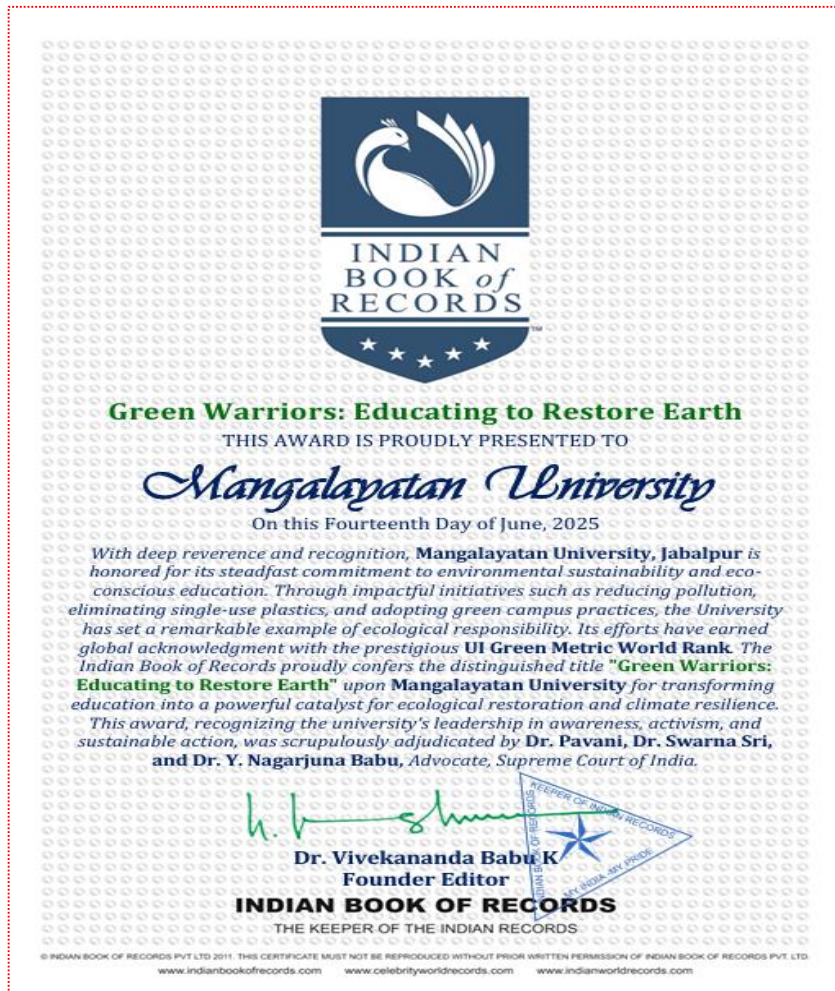 INDIAN
BOOK of
RECORDS
TM
Green Warriors: Educating to Restore Earth
THIS AWARD IS PROUDLY PRESENTED TO
Mangalayatan University
On this Fourteenth Day of June, 2025
With deep reverence and recognition, Mangalayatan University, Jabalpur is
honored for its steadfast commitment to environmental sustainability and eco-
conscious education. Through impactful initiatives such as reducing pollution,
eliminating single-use plastics, and adopting green campus practices, the University
has set a remarkable example of ecological responsibility. Its efforts have earned
global acknowledgment with the prestigious UI Green Metric World Rank. The
Indian Book of Records proudly confers the distinguished title "Green Warriors:
Educating to Restore Earth" upon Mangalayatan University for transforming
education into a powerful catalyst for ecological restoration and climate resilience.
This award, recognizing the university's leadership in awareness, activism, and
sustainable action, was scrupulously adjudicated by Dr. Pavani, Dr. Swarna Sri,
and Dr. Y. Nagarjuna Babu, Advocate, Supreme Court of India.
KEEPER OF INDIAN RECORDS
INDIAN BOOK OF RECORDS
MY INDIA -MY PRIDE
Dr. Vivekananda Babu K
Founder Editor
INDIAN BOOK OF RECORDS
THE KEEPER OF THE INDIAN RECORDS
© INDIAN BOOK OF RECORDS PVT LTD 2011. THIS CERTIFICATE MUST NOT BE REPRODUCED WITHOUT PRIOR WRITTEN PERMISSION OF INDIAN BOOK OF RECORDS PVT. LTD.
www.indianbookofrecords.com www.celebrityworldrecords.com www.indianworldrecords.com